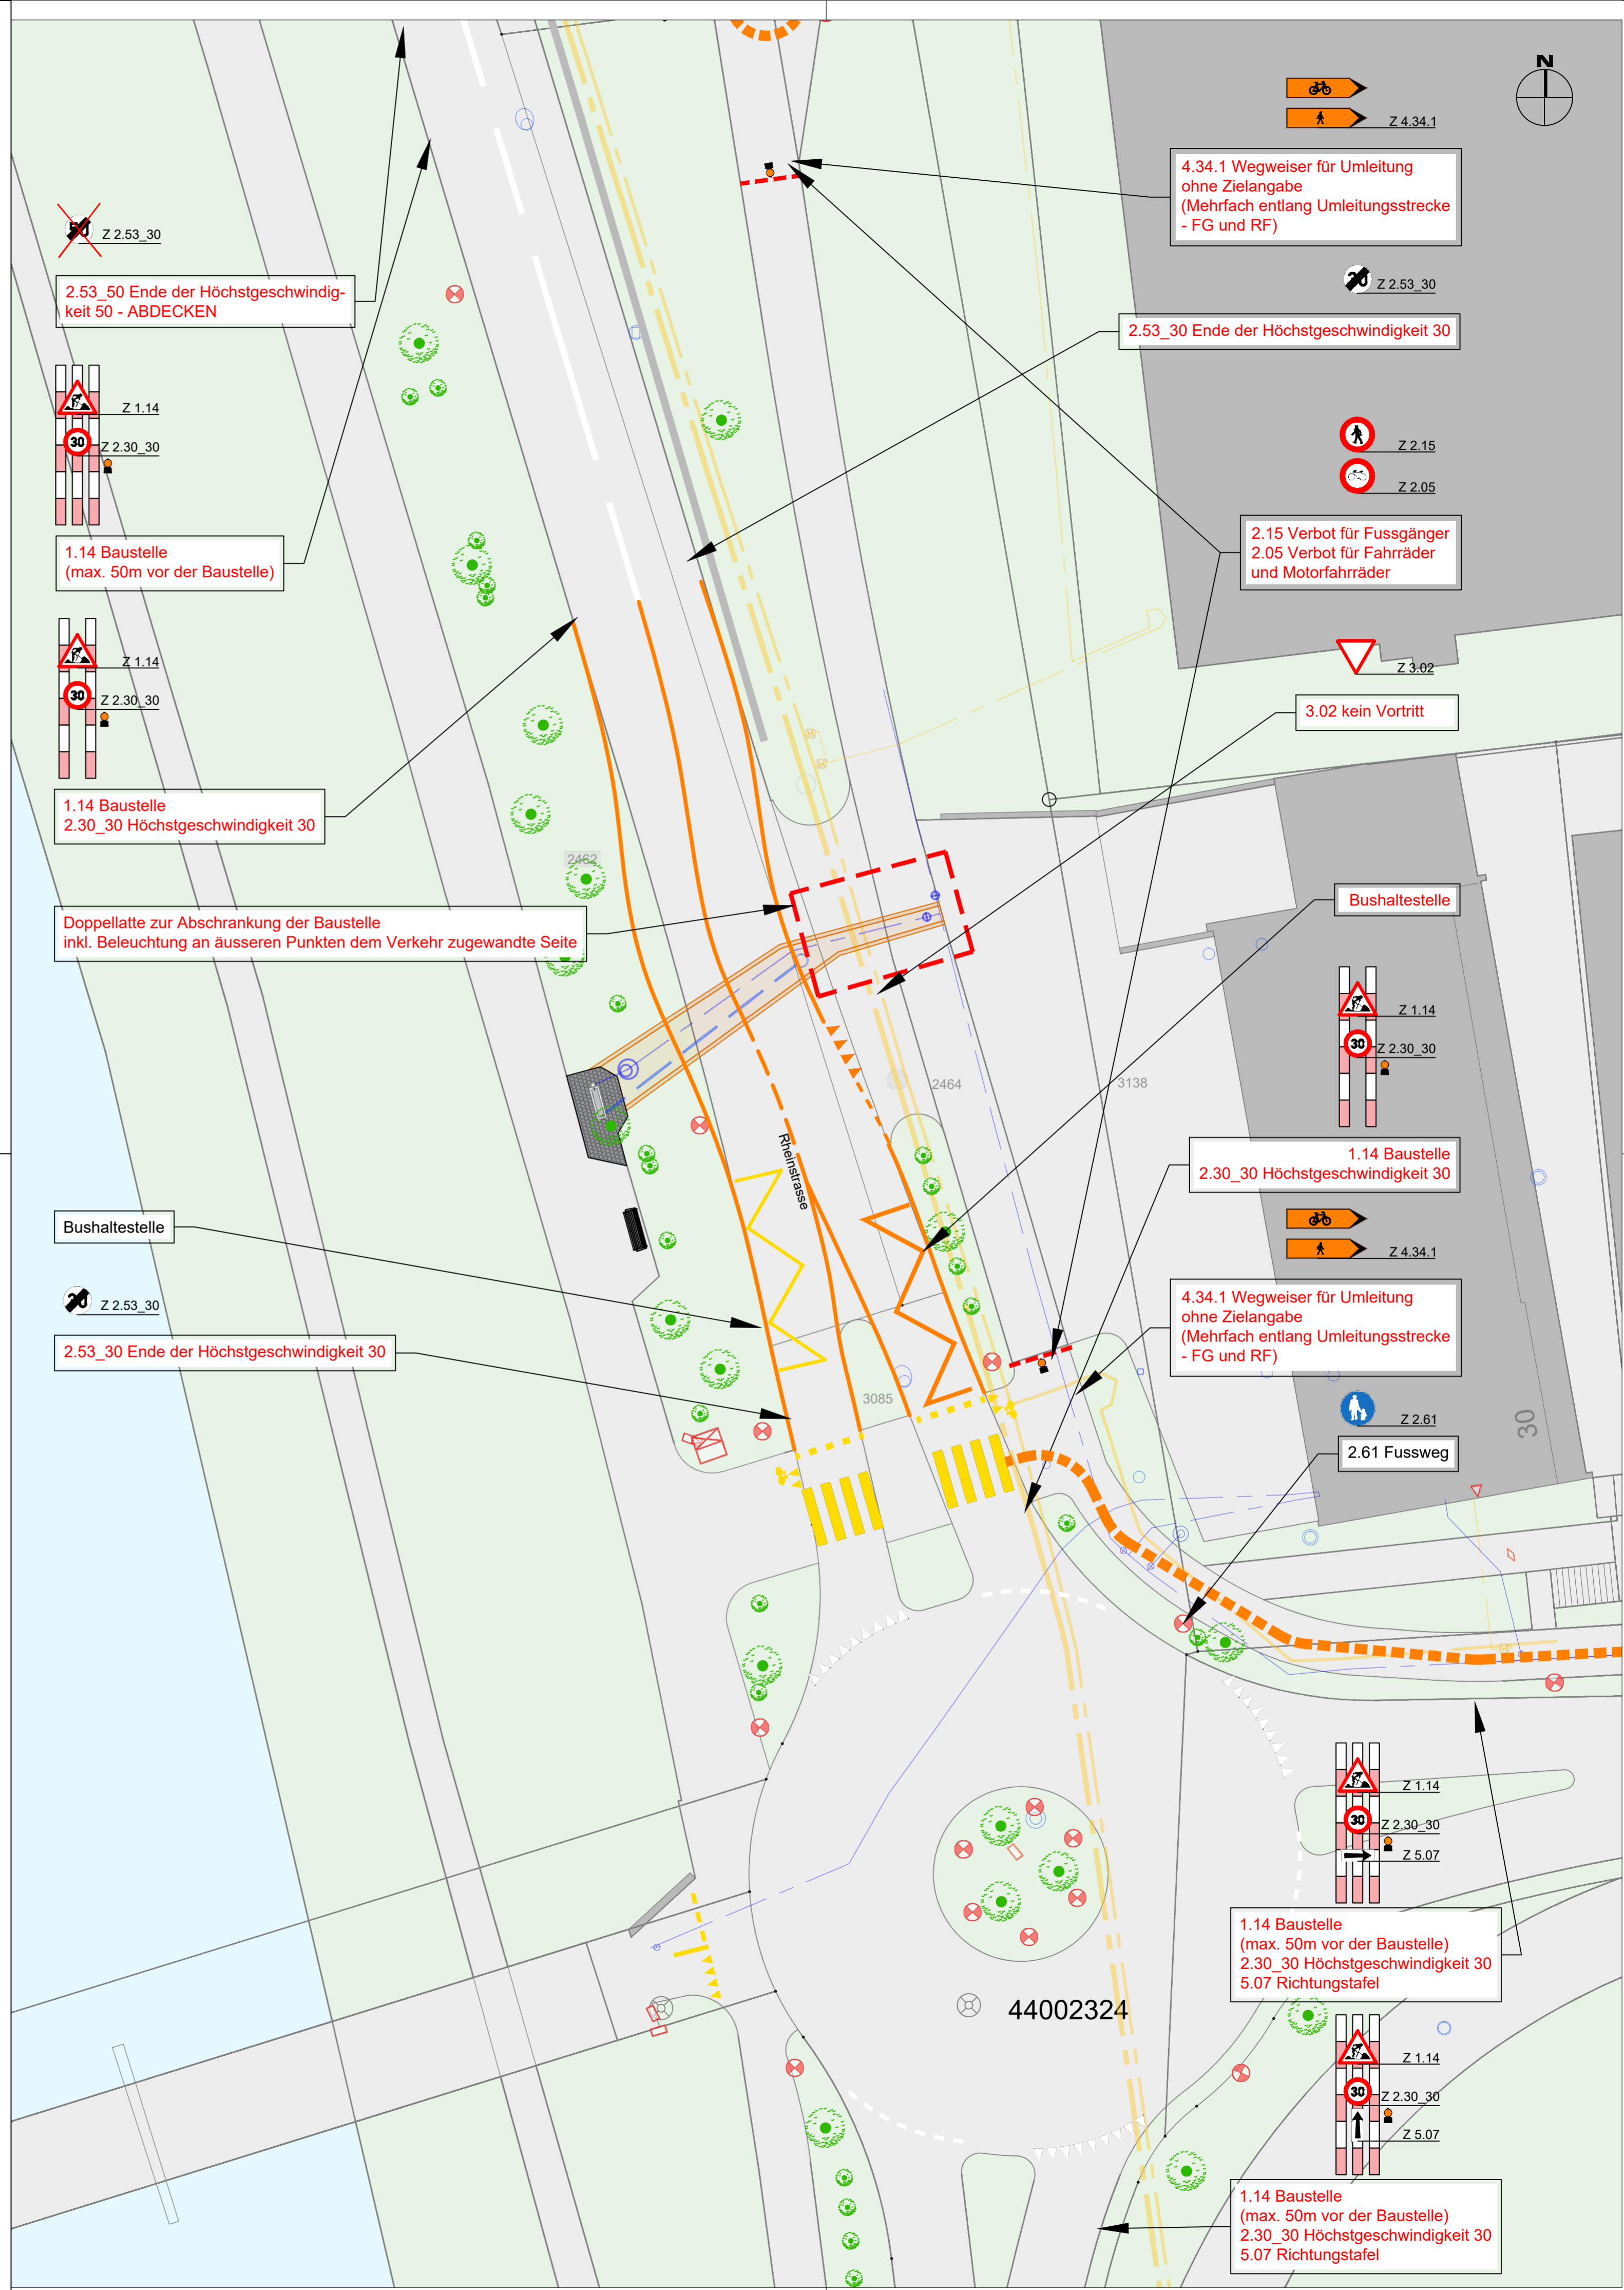 N
Z 4.34.1
4.34.1 Wegweiser für Umleitung
ohne Zielangabe
(Mehrfach entlang Umleitungsstrecke
- FG und RF)
Z 2.53_30
2.53_50 Ende der Höchstgeschwindig-
keit 50 - ABDECKEN
Z 2.53_30
2.53_30 Ende der Höchstgeschwindigkeit 30
Z 1.14
30
Z 2.30_30
1.14 Baustelle
(max. 50m vor der Baustelle)
Z 2.15
Z 2.05
2.15 Verbot für Fussgänger
2.05 Verbot für Fahrräder
und Motorfahrräder
Z 1.14
30
Z 2.30_30
1.14 Baustelle
2.30_30 Höchstgeschwindigkeit 30
Z 3.02
3.02 kein Vortritt
2462
Doppellatte zur Abschrankung der Baustelle
inkl. Beleuchtung an äusseren Punkten dem Verkehr zugewandte Seite
Bushaltestelle
Z 1.14
30
Z 2.30_30
2464
3138
Rheinstrasse
1.14 Baustelle
2.30_30 Höchstgeschwindigkeit 30
Bushaltestelle
Z 4.34.1
Z 2.53_30
2.53_30 Ende der Höchstgeschwindigkeit 30
4.34.1 Wegweiser für Umleitung
ohne Zielangabe
(Mehrfach entlang Umleitungsstrecke
- FG und RF)
3085
Z 2.61
30
2.61 Fussweg
Z 1.14
30
Z 2.30_30
Z 5.07
1.14 Baustelle
(max. 50m vor der Baustelle)
2.30_30 Höchstgeschwindigkeit 30
5.07 Richtungstafel
44002324
Z 1.14
30
Z 2.30_30
Z 5.07
1.14 Baustelle
(max. 50m vor der Baustelle)
2.30_30 Höchstgeschwindigkeit 30
5.07 Richtungstafel